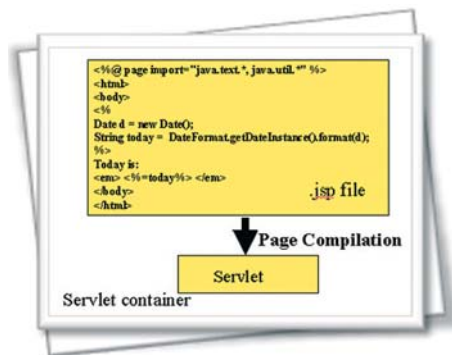 <%@ page import="java.text.*, java.util.*" %>
<html>
<body>
<%
Date d = new Date();
String today = DateFormat.getDateInstance().format(d);
%>
Today is:
<em> <%=today%> </em>
</body>
</html>
.jsp file
Page Compilation
Servlet
Servlet container